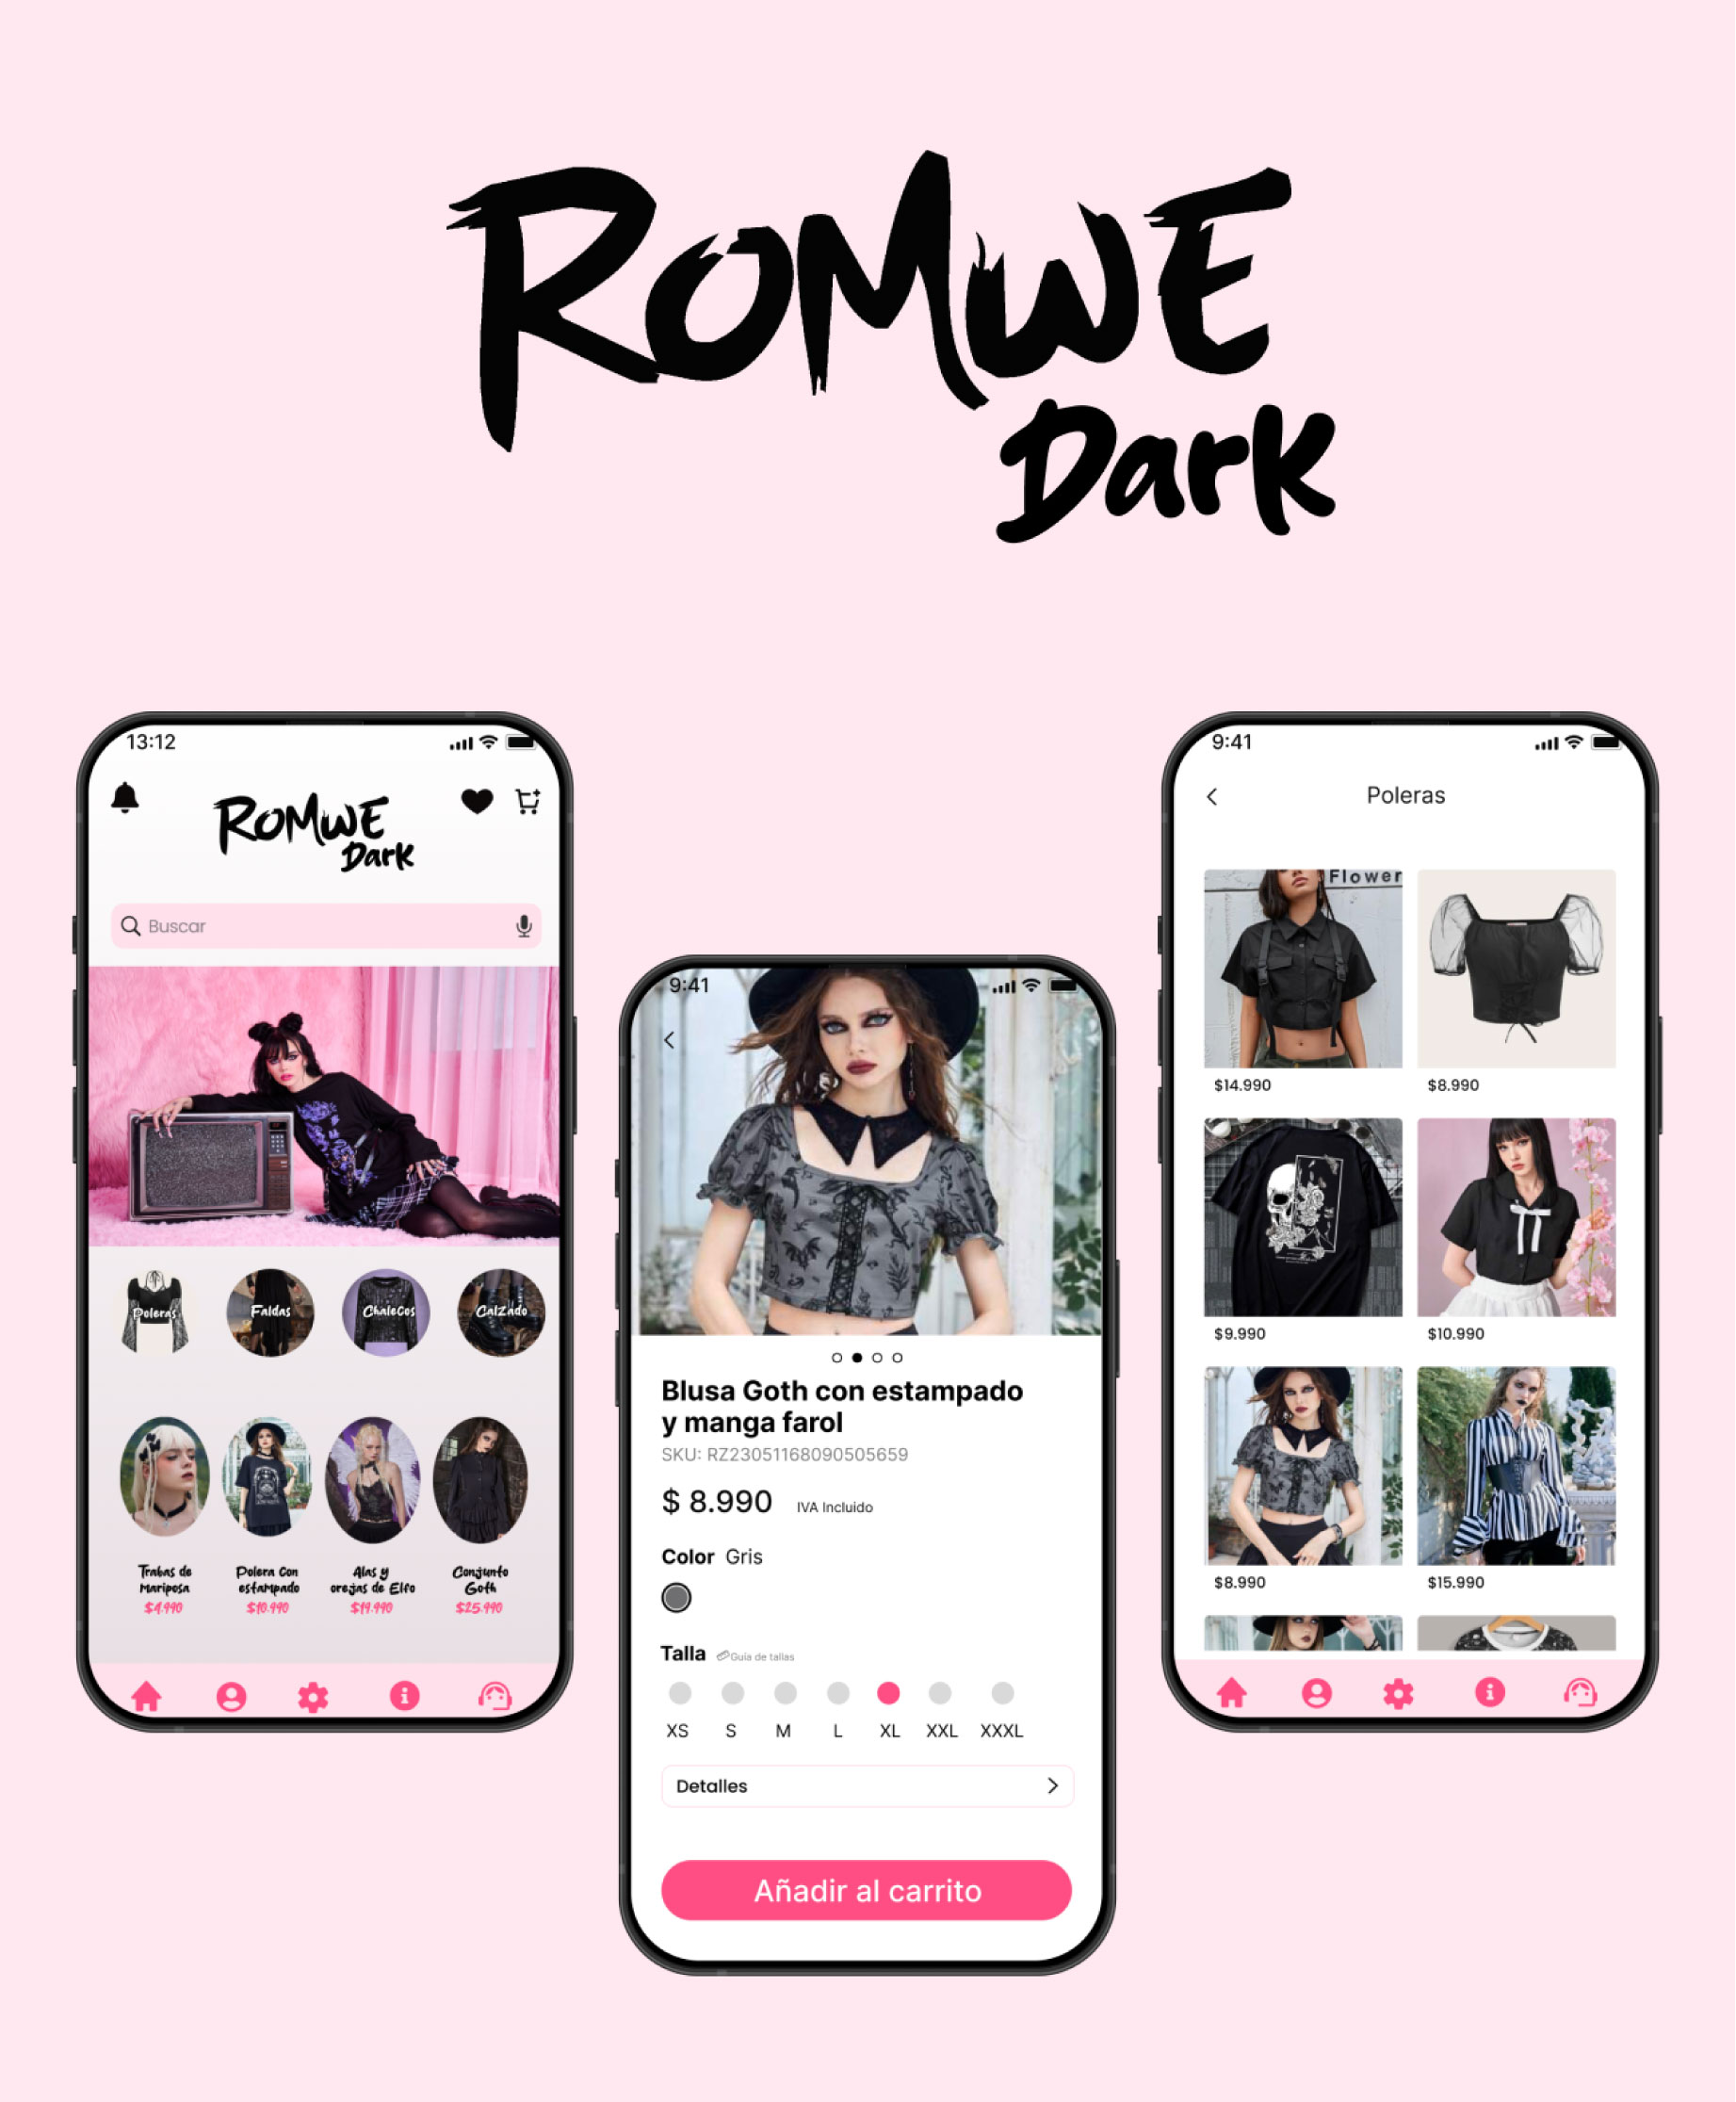 ROMWE
Dark
13:12
ROMWE
Dark
Buscar
Poleras
Faldas
Chalecos
Calzado
Trabas de
Mariposa
$4.990
Polera Con
estampado
$10.990
Alas y
orejas de Elfo
$19.990
Conjunto
Goth
$25.990
9:41
Blusa Goth con estampado
y manga farol
SKU: RZ23051168090505659
$ 8.990 IVA Incluido
Color Gris
Talla Guia de tallas
XS S M L XL XXL XXXL
Detalles
Añadir al carrito
9:41
Poleras
Flower
$14.990
$8.990
$9.990
$10.990
$8.990
$15.990